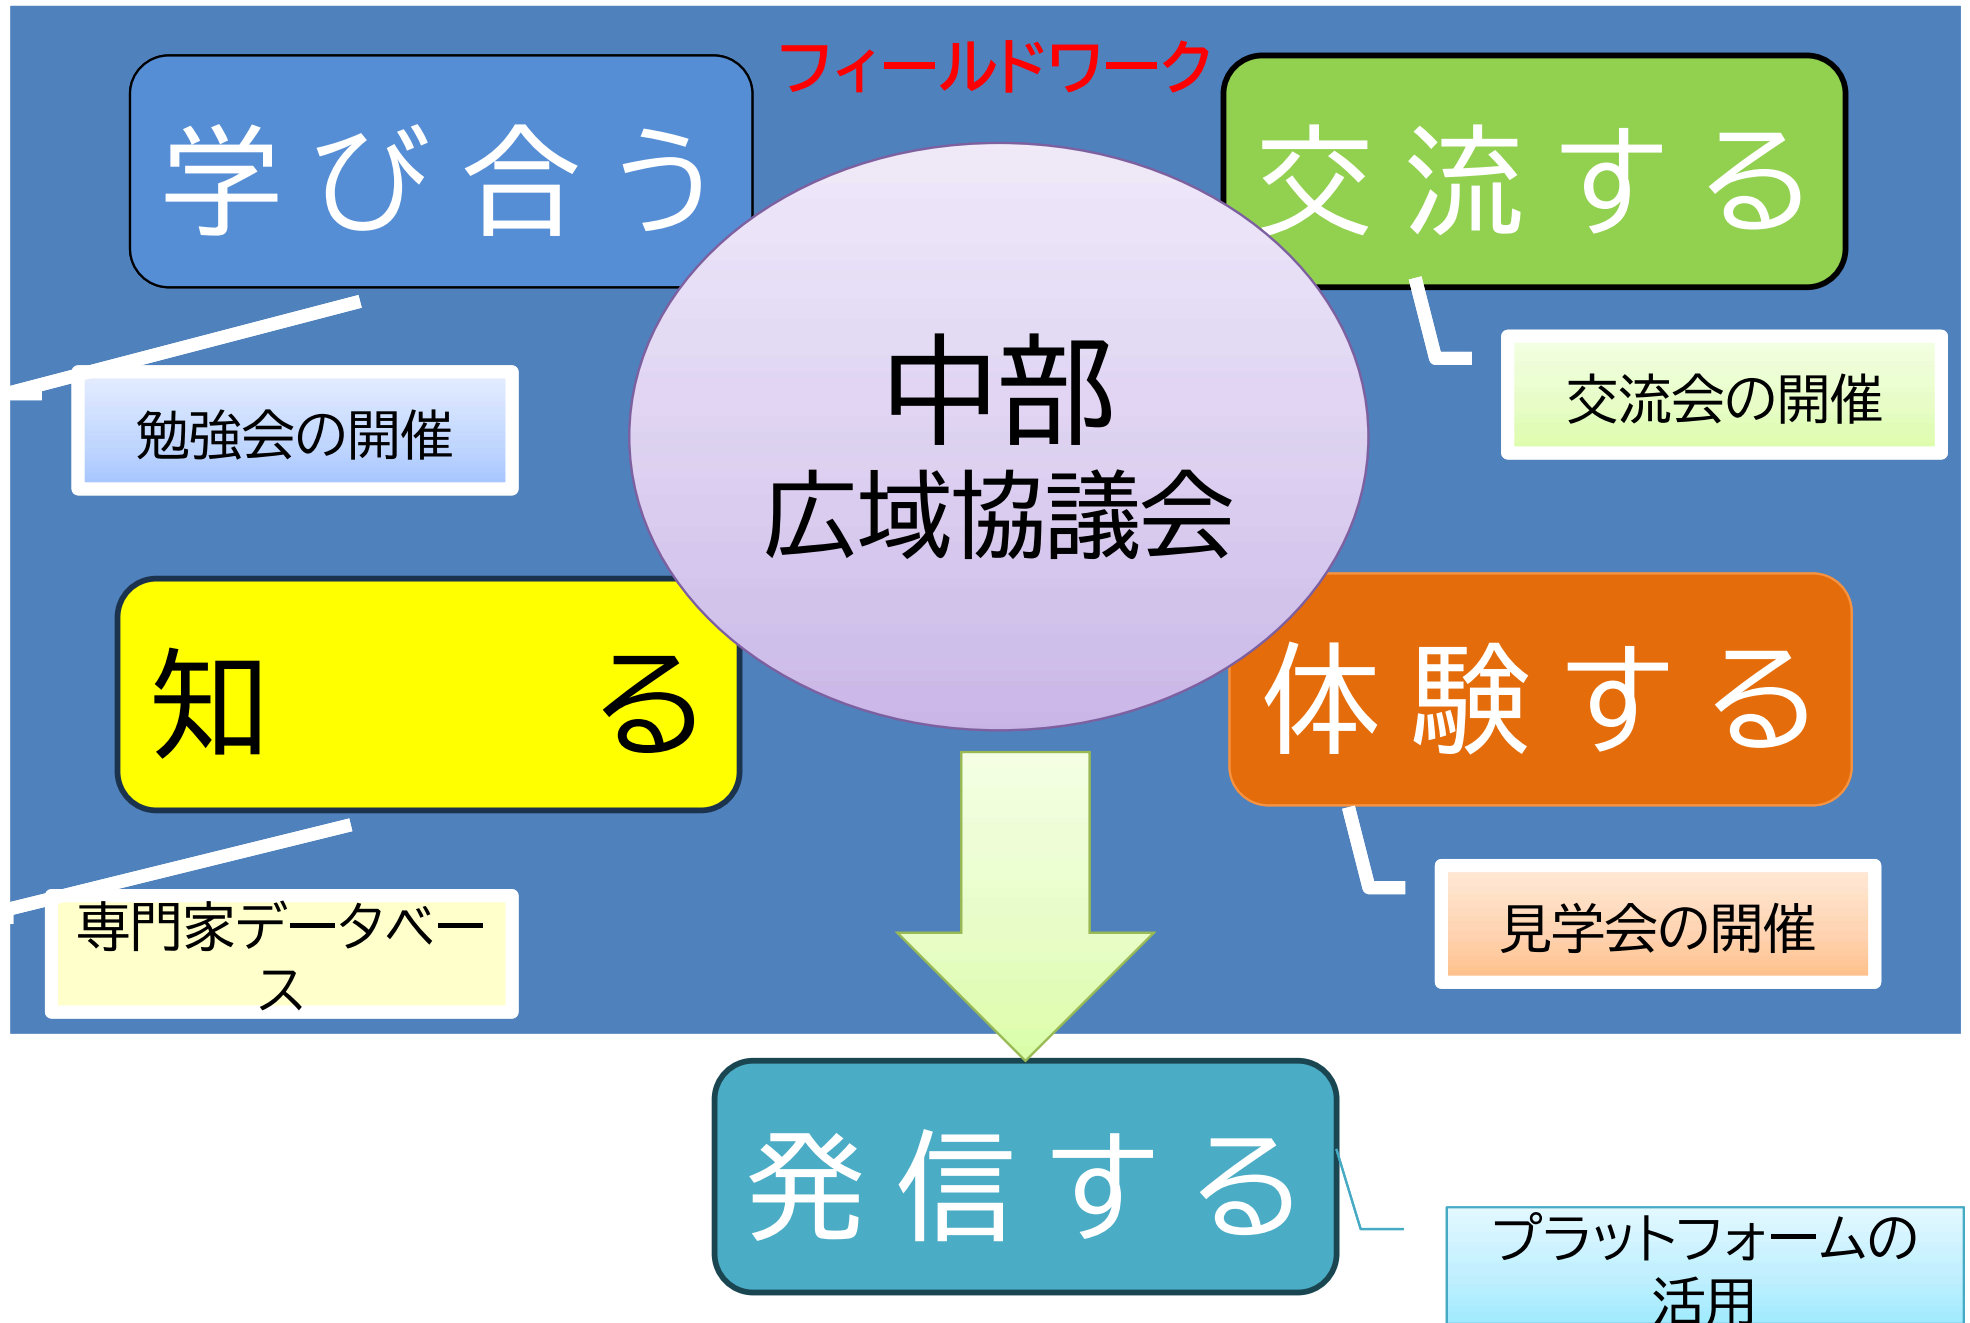 フィールドワーク
学び合う
交流する
勉強会の開催
交流会の開催
中部
広域協議会
知る
体験する
専門家データベー
ス
見学会の開催
発信する
プラットフォームの
活用